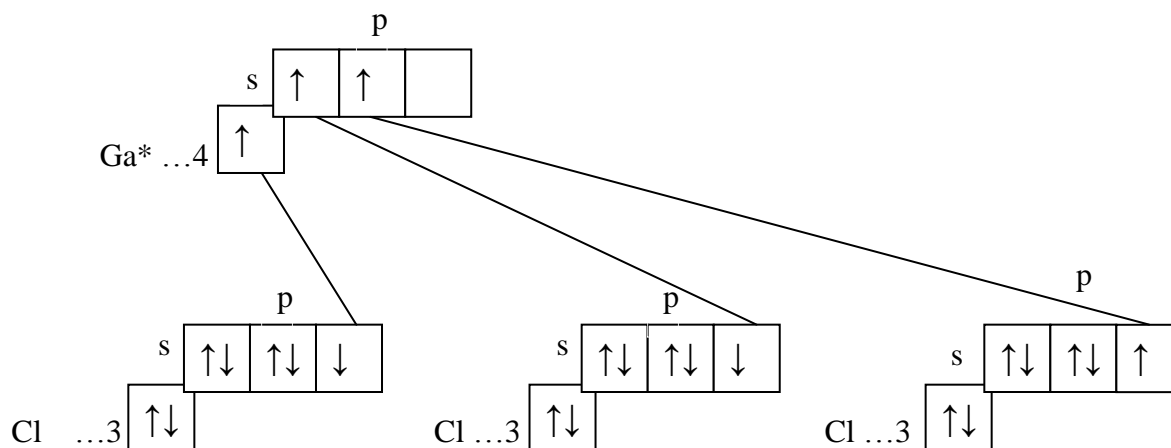 p
s ↑ ↑
Ga* …4 ↑
p p p
s ↑↓ ↑↓ ↓ s ↑↓ ↑↓ ↓ s ↑↓ ↑↓ ↑
Cl …3 ↑↓ Cl …3 ↑↓ Cl …3 ↑↓